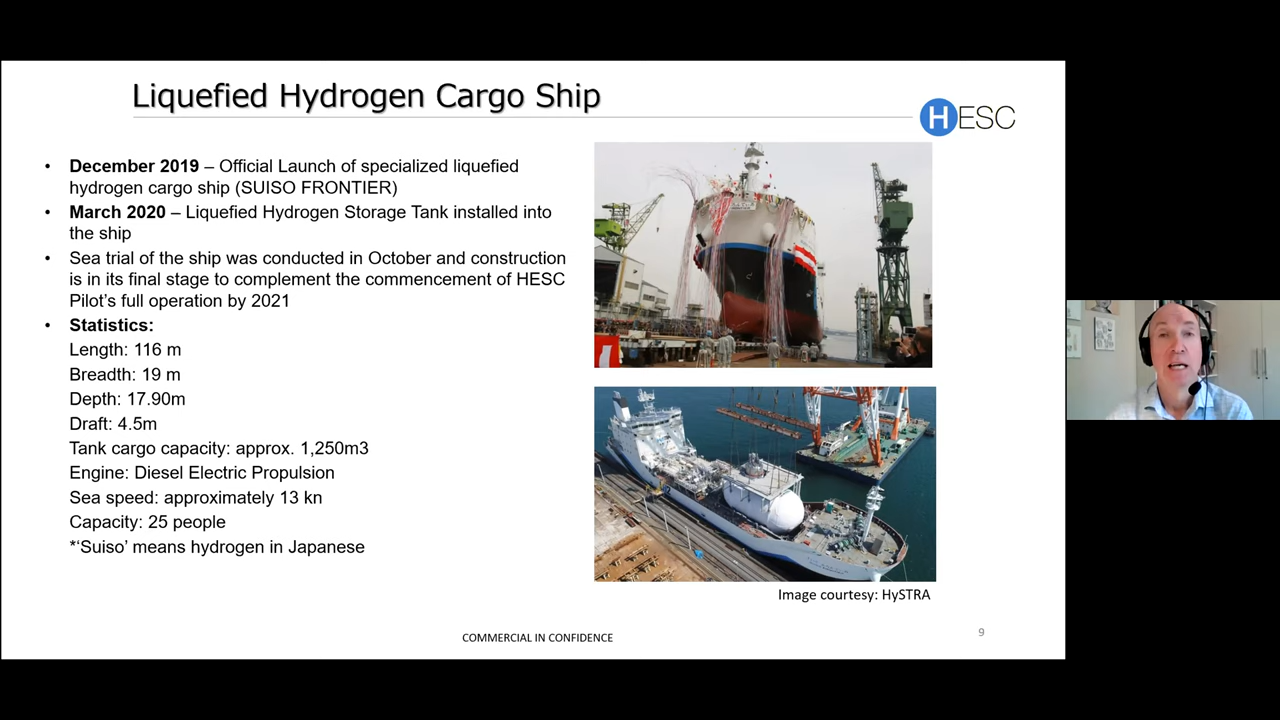 Liquefied Hydrogen Cargo Ship
HESC
• December 2019 – Official Launch of specialized liquefied
hydrogen cargo ship (SUISO FRONTIER)
• March 2020 – Liquefied Hydrogen Storage Tank installed into
the ship
• Sea trial of the ship was conducted in October and construction
is in its final stage to complement the commencement of HESC
Pilot’s full operation by 2021
• Statistics:
Length: 116 m
Breadth: 19 m
Depth: 17.90m
Draft: 4.5m
Tank cargo capacity: approx. 1,250m3
Engine: Diesel Electric Propulsion
Sea speed: approximately 13 kn
Capacity: 25 people
*‘Suiso’ means hydrogen in Japanese
Image courtesy: HySTRA
COMMERCIAL IN CONFIDENCE
9